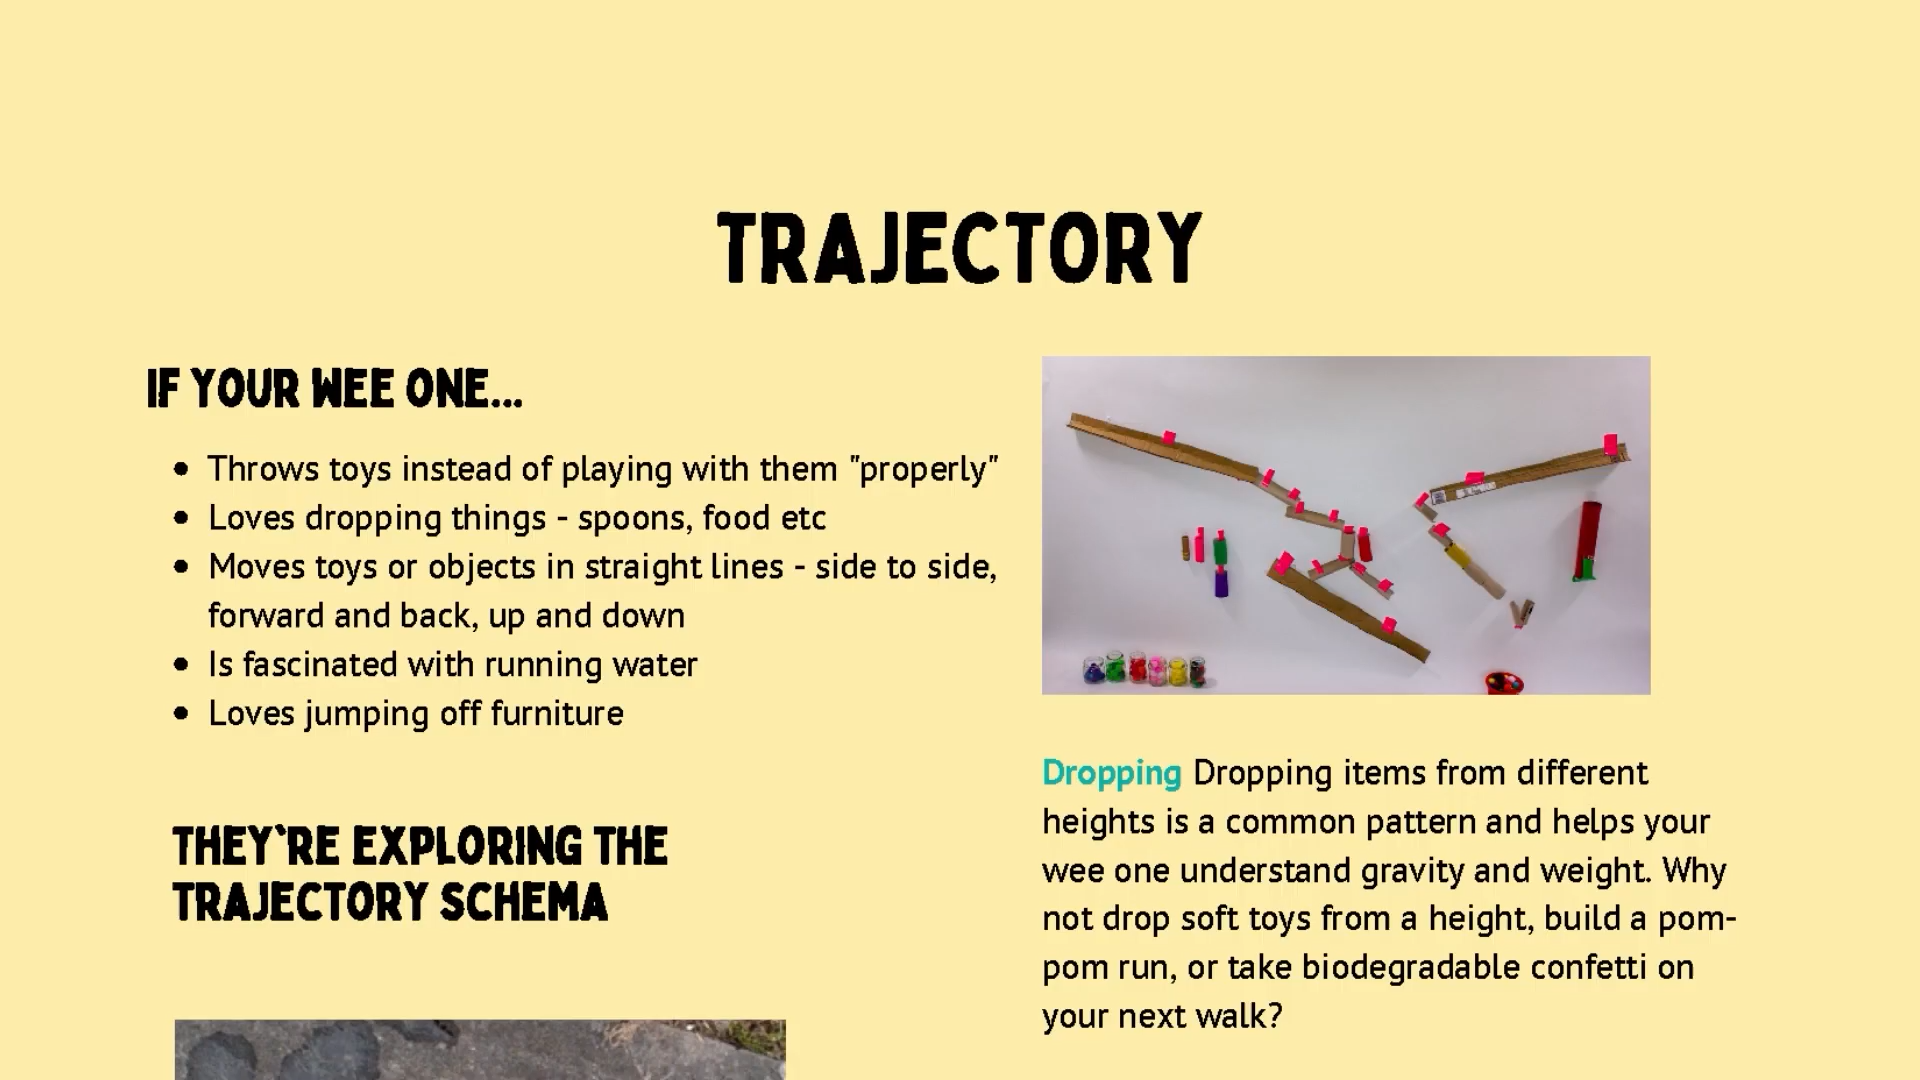 TRAJECTORY
IF YOUR WEE ONE...
• Throws toys instead of playing with them "properly"
• Loves dropping things - spoons, food etc
• Moves toys or objects in straight lines - side to side,
forward and back, up and down
• Is fascinated with running water
• Loves jumping off furniture
THEY'RE EXPLORING THE
TRAJECTORY SCHEMA
Dropping Dropping items from different
heights is a common pattern and helps your
wee one understand gravity and weight. Why
not drop soft toys from a height, build a pom-
pom run, or take biodegradable confetti on
your next walk?